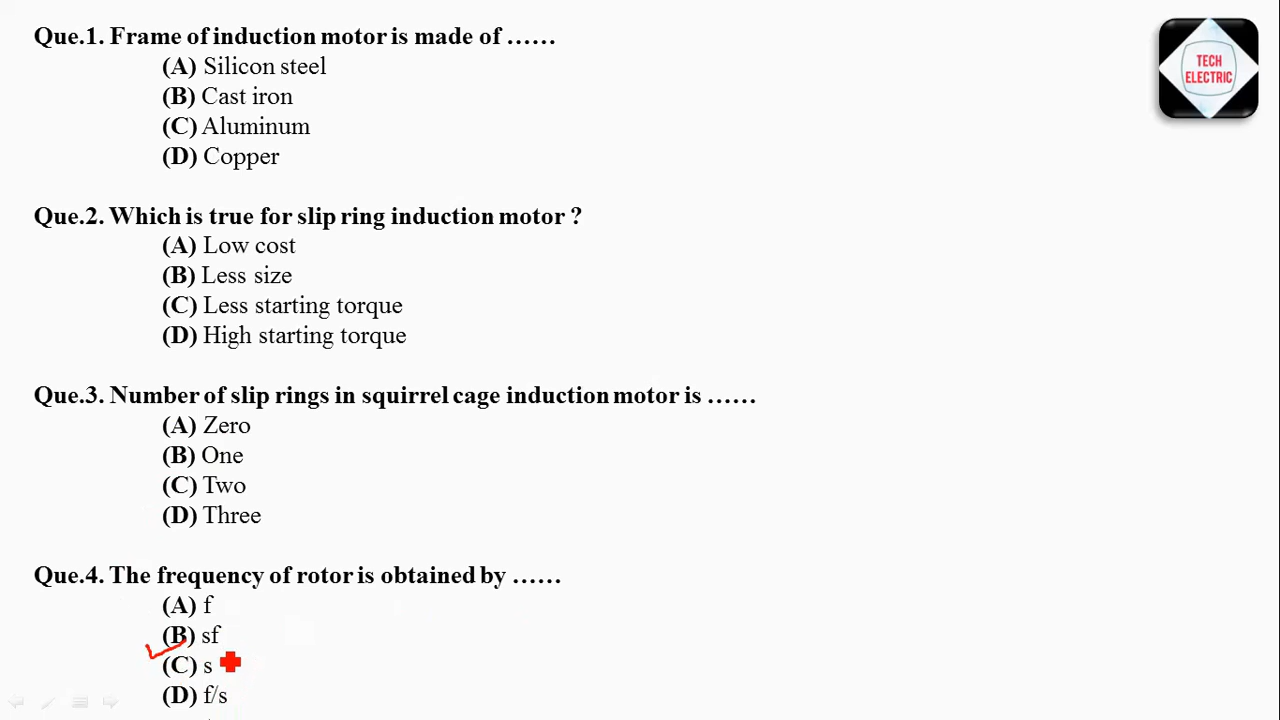 Que.1. Frame of induction motor is made of ......
(A) Silicon steel
(B) Cast iron
(C) Aluminum
(D) Copper
TECH
ELECTRIC
Que.2. Which is true for slip ring induction motor ?
(A) Low cost
(B) Less size
(C) Less starting torque
(D) High starting torque
Que.3. Number of slip rings in squirrel cage induction motor is ......
(A) Zero
(B) One
(C) Two
(D) Three
Que.4. The frequency of rotor is obtained by ......
(A) f
(B) sf
(C) s
(D) f/s